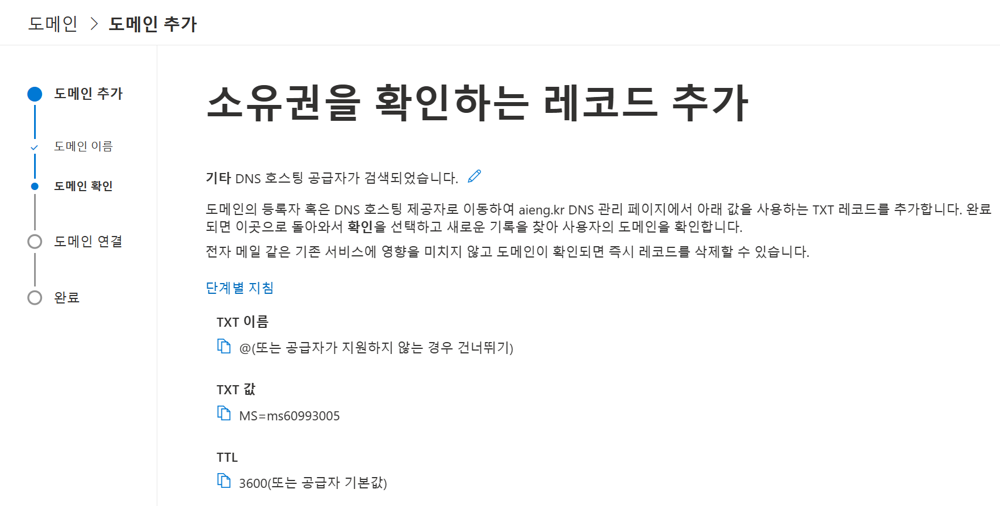 도메인 > 도메인 추가
도메인 추가
도메인 이름
도메인 확인
도메인 연결
완료
소유권을 확인하는 레코드 추가
기타 DNS 호스팅 공급자가 검색되었습니다.
도메인의 등록자 혹은 DNS 호스팅 제공자로 이동하여 aieng.kr DNS 관리 페이지에서 아래 값을 사용하는 TXT 레코드를 추가합니다. 완료
되면 이곳으로 돌아와서 확인을 선택하고 새로운 기록을 찾아 사용자의 도메인을 확인합니다.
전자 메일 같은 기존 서비스에 영향을 미치지 않고 도메인이 확인되면 즉시 레코드를 삭제할 수 있습니다.
단계별 지침
TXT 이름
@(또는 공급자가 지원하지 않는 경우 건너뛰기)
TXT 값
MS=ms60993005
TTL
3600(또는 공급자 기본값)